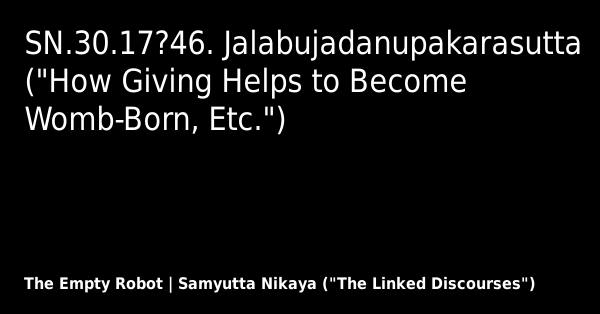 SN.30.17?46. Jalabujadanupakarasutta
("How Giving Helps to Become
Womb-Born, Etc.")
The Empty Robot | Samyutta Nikaya ("The Linked Discourses")